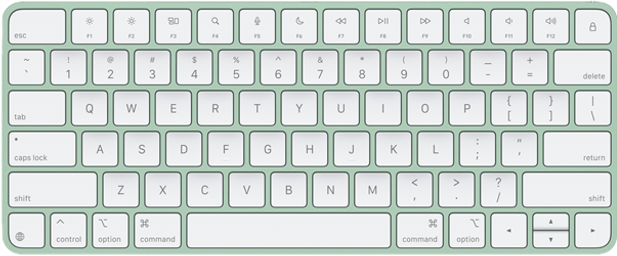 esc F1 F2 F3 F4 F5 F6 F7 F8 F9 F10 F11 F12
~ ! @ # $ % ^ & * ( ) _ +
` 1 2 3 4 5 6 7 8 9 0 - = delete
tab Q W E R T Y U I O P { [ } ] | \
caps lock A S D F G H J K L : ; " ' return
shift Z X C V B N M < , > . ? / shift
control option ⌘ command ⌘ command option